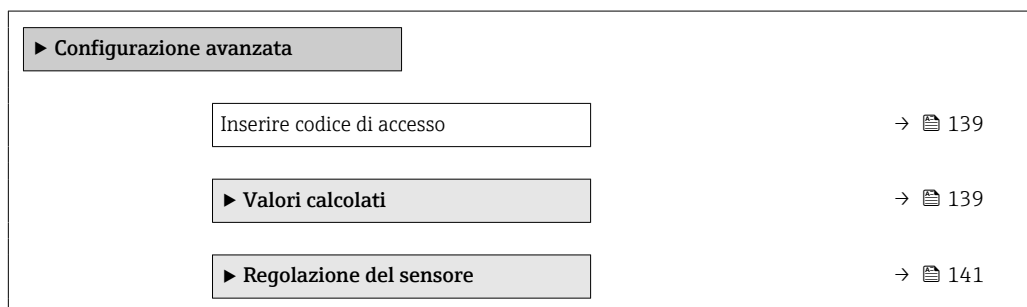 ▶ Configurazione avanzata
Inserire codice di accesso → 139
▶ Valori calcolati → 139
▶ Regolazione del sensore → 141